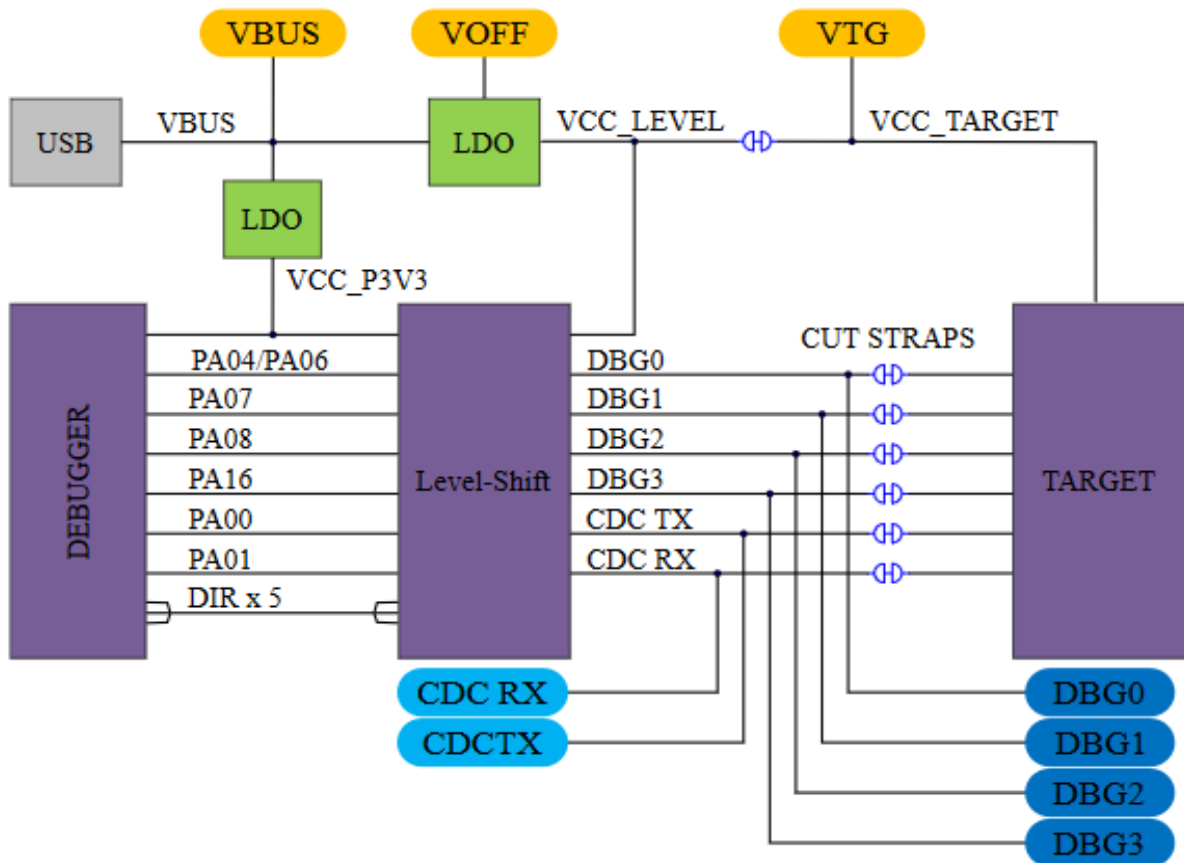 VBUS
VOFF
VTG
USB
VBUS
LDO
VCC_LEVEL
VCC_TARGET
LDO
VCC_P3V3
DEBUGGER
PA04/PA06
PA07
PA08
PA16
PA00
PA01
DIR x 5
Level-Shift
DBG0
DBG1
DBG2
DBG3
CDC TX
CDC RX
CUT STRAPS
TARGET
CDC RX
CDCTX
DBG0
DBG1
DBG2
DBG3